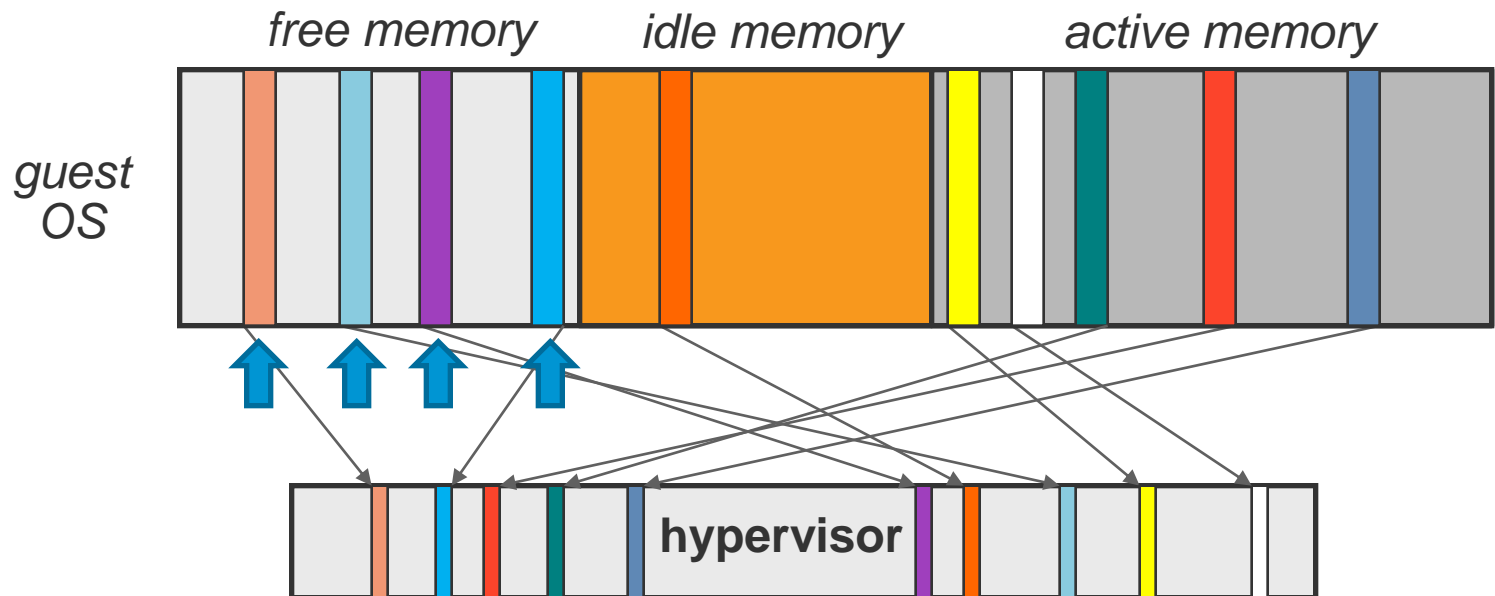 free memory
idle memory
active memory
guest
OS
hypervisor